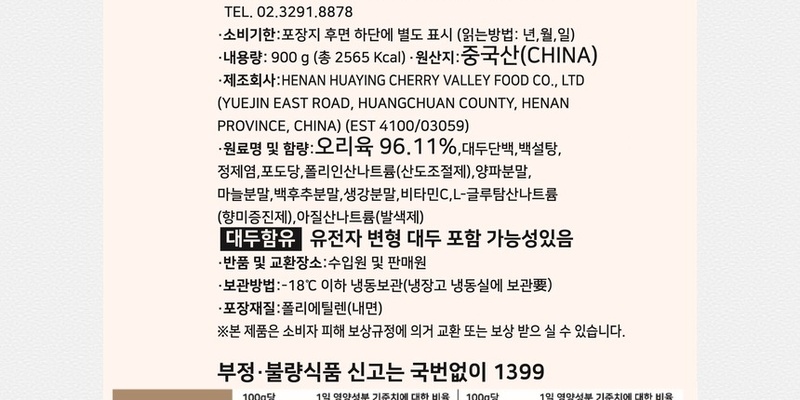 TEL. 02.3291.8878
·소비기한:포장지 후면 하단에 별도 표시 (읽는방법: 년,월,일)
·내용량: 900 g (총 2565 Kcal) ·원산지:중국산(CHINA)
·제조회사:HENAN HUAYING CHERRY VALLEY FOOD CO., LTD
(YUEJIN EAST ROAD, HUANGCHUAN COUNTY, HENAN
PROVINCE, CHINA) (EST 4100/03059)
·원료명 및 함량:오리육 96.11%,대두단백,백설탕,
정제염,포도당,폴리인산나트륨(산도조절제),양파분말,
마늘분말,백후추분말,생강분말,비타민C,L-글루탐산나트륨
(향미증진제),아질산나트륨(발색제)
대두함유 유전자 변형 대두 포함 가능성있음
·반품 및 교환장소:수입원 및 판매원
·보관방법:-18℃ 이하 냉동보관(냉장고 냉동실에 보관要)
·포장재질:폴리에틸렌(내면)
※본 제품은 소비자 피해 보상규정에 의거 교환 또는 보상 받으 실 수 있습니다.
부정·불량식품 신고는 국번없이 1399
100g당 1일 영양성분 기준치에 대한 비율 100g당 1일 영양성분 기준치에 대한 비율